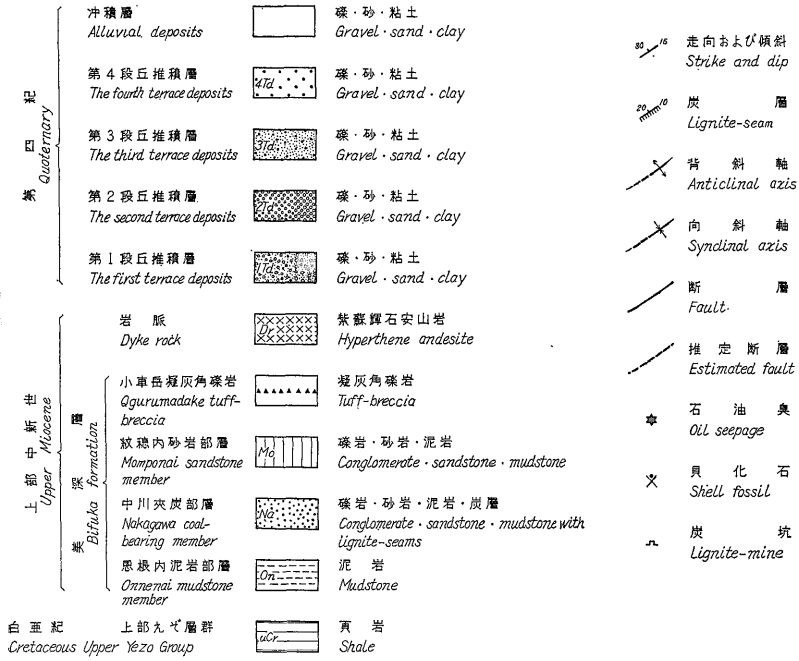 第四紀
Quaternary
冲積層
Alluvial deposits
礫・砂・粘土
Gravel・sand・clay
第4段丘推積層
The fourth terrace deposits
4Td
礫・砂・粘土
Gravel・sand・clay
第3段丘推積層
The third terrace deposits
3Td
礫・砂・粘土
Gravel・sand・clay
第2段丘推積層
The second terrace deposits
2Td
礫・砂・粘土
Gravel・sand・clay
第1段丘推積層
The first terrace deposits
1Td
礫・砂・粘土
Gravel・sand・clay
上部中新世
Upper Miocene
岩脈
Dyke rock
Dr
紫蘇輝石安山岩
Hyperthene andesite
美深層
Bifuka formation
小車岳凝灰角礫岩
Ogurumadake tuff-
breccia
凝灰角礫岩
Tuff-breccia
紋穂内砂岩部層
Momponai sandstone
member
Mo
礫岩・砂岩・泥岩
Conglomerate・sandstone・mudstone
中川夾炭部層
Nakagawa coal-
bearing member
Na
礫岩・砂岩・泥岩・炭層
Conglomerate・sandstone・mudstone with
lignite-seams
恩根内泥岩部層
Onnenai mudstone
member
On
泥岩
Mudstone
白亜紀 上部えぞ層群
Cretaceous Upper Yezo Group
uCr
頁岩
Shale
80 15
走向および傾斜
Strike and dip
20 10
炭層
Lignite-seam
背斜軸
Anticlinal axis
向斜軸
Synclinal axis
断層
Fault
推定断層
Estimated fault
石油臭
Oil seepage
貝化石
Shell fossil
炭坑
Lignite-mine